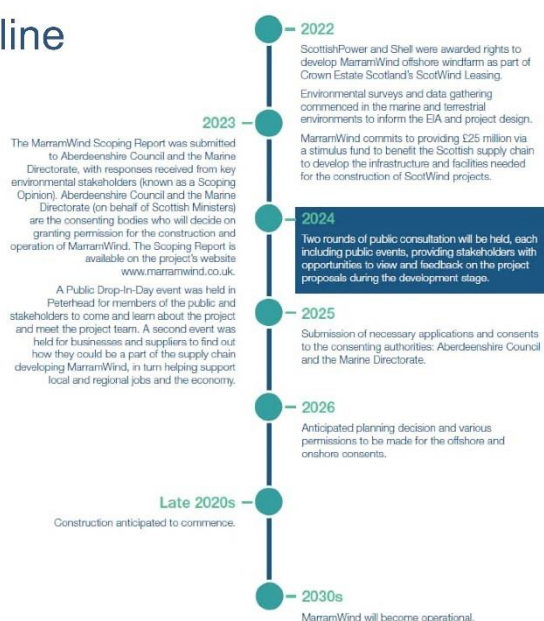 line
2022
ScottishPower and Shell were awarded rights to
develop MarramWind offshore windfarm as part of
Crown Estate Scotland's ScotWind Leasing.
Environmental surveys and data gathering
commenced in the marine and terrestrial
environments to inform the EIA and project design.
MarramWind commits to providing £25 million via
a stimulus fund to benefit the Scottish supply chain
to develop the infrastructure and facilities needed
for the construction of ScotWind projects.
2023
The MarramWind Scoping Report was submitted
to Aberdeenshire Council and the Marine
Directorate, with responses received from key
environmental stakeholders (known as a Scoping
Opinion). Aberdeenshire Council and the Marine
Directorate (on behalf of Scottish Ministers)
are the consenting bodies who will decide on
granting permission for the construction and
operation of MarramWind. The Scoping Report is
available on the project's website
www.marramwind.co.uk.
A Public Drop-In-Day event was held in
Peterhead for members of the public and
stakeholders to come and learn about the project
and meet the project team. A second event was
held for businesses and suppliers to find out
how they could be a part of the supply chain
developing MarramWind, in turn helping support
local and regional jobs and the economy.
2024
Two rounds of public consultation will be held, each
including public events, providing stakeholders with
opportunities to view and feedback on the project
proposals during the development stage.
2025
Submission of necessary applications and consents
to the consenting authorities: Aberdeenshire Council
and the Marine Directorate.
2026
Anticipated planning decision and various
permissions to be made for the offshore and
onshore consents.
Late 2020s
Construction anticipated to commence.
2030s
MarramWind will become operational.